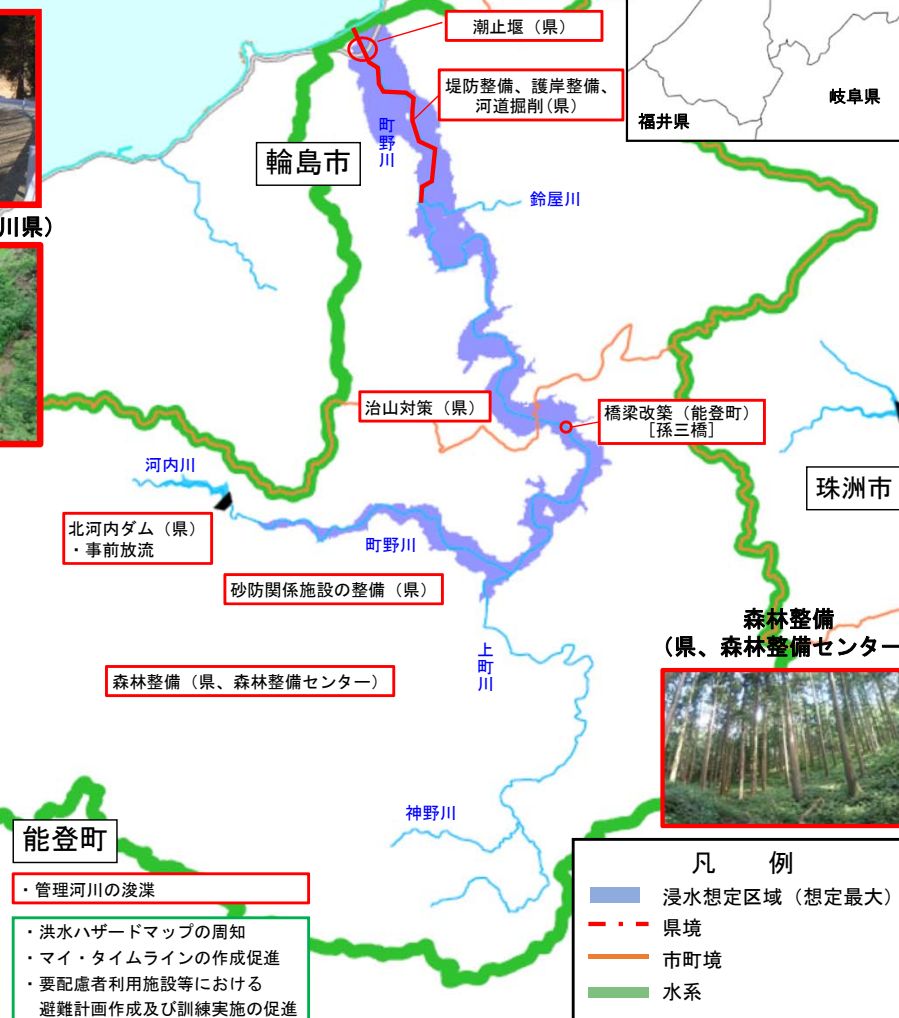 潮止堰（県）
堤防整備、護岸整備、
河道掘削(県)
福井県
岐阜県
町野川
輪島市
鈴屋川
川県）
治山対策（県）
橋梁改築（能登町）
［孫三橋］
河内川
珠洲市
北河内ダム（県）
・事前放流
町野川
砂防関係施設の整備（県）
森林整備
（県、森林整備センター
上町川
森林整備（県、森林整備センター）
神野川
能登町
・管理河川の浚渫
・洪水ハザードマップの周知
・マイ・タイムラインの作成促進
・要配慮者利用施設等における
避難計画作成及び訓練実施の促進
凡　例
浸水想定区域（想定最大）
県境
市町境
水系